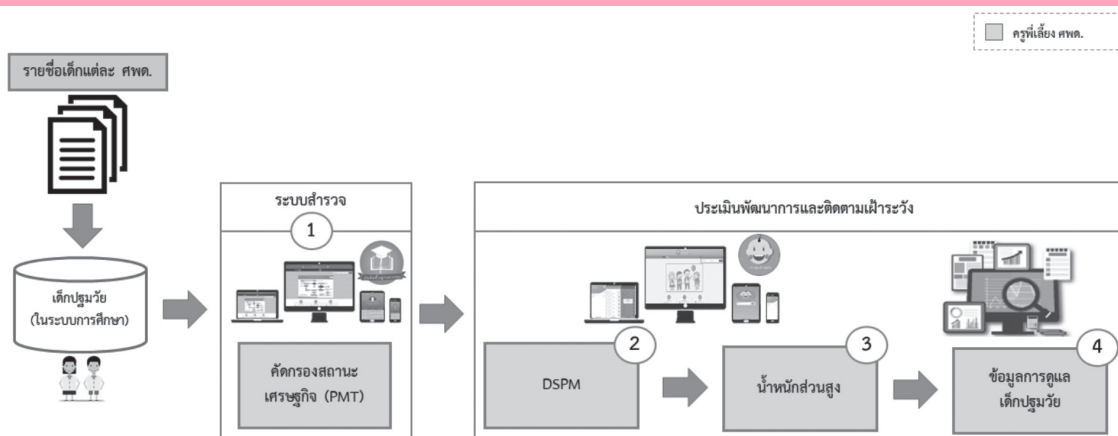 ครูพี่เลี้ยง ศพด.
รายชื่อเด็กแต่ละ ศพด.
เด็กปฐมวัย
(ในระบบการศึกษา)
ระบบสำรวจ
1
คัดกรองสถานะ
เศรษฐกิจ (PMT)
ประเมินพัฒนาการและติดตามเฝ้าระวัง
2
DSPM
3
น้ำหนักส่วนสูง
4
ข้อมูลการดูแล
เด็กปฐมวัย